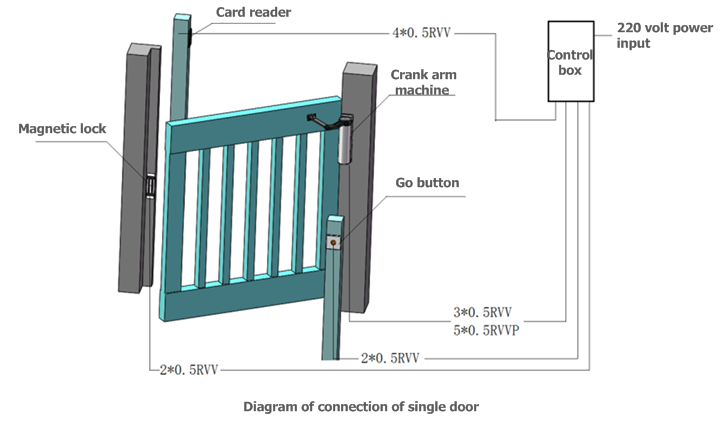 Card reader
4*0.5RVV
220 volt power
input
Control
box
Crank arm
machine
Magnetic lock
Go button
3*0.5RVV
5*0.5RVVP
2*0.5RVV
2*0.5RVV
Diagram of connection of single door